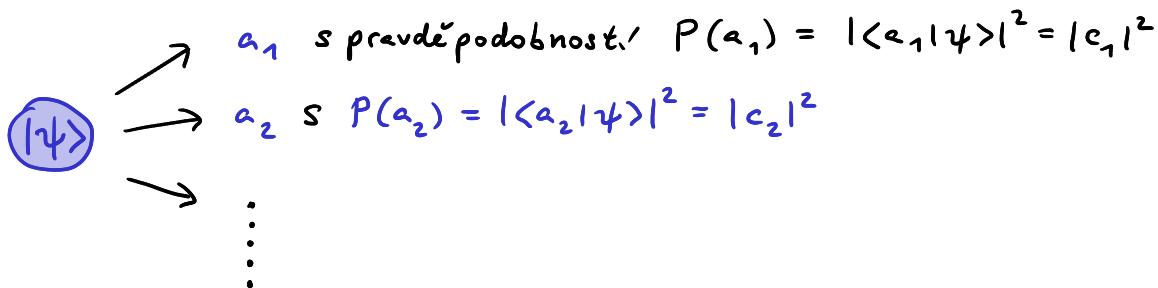 a₁ s pravděpodobností P(a₁) = |<a₁|ψ>|² = |c₁|²
|ψ>
a₂ s P(a₂) = |<a₂|ψ>|² = |c₂|²